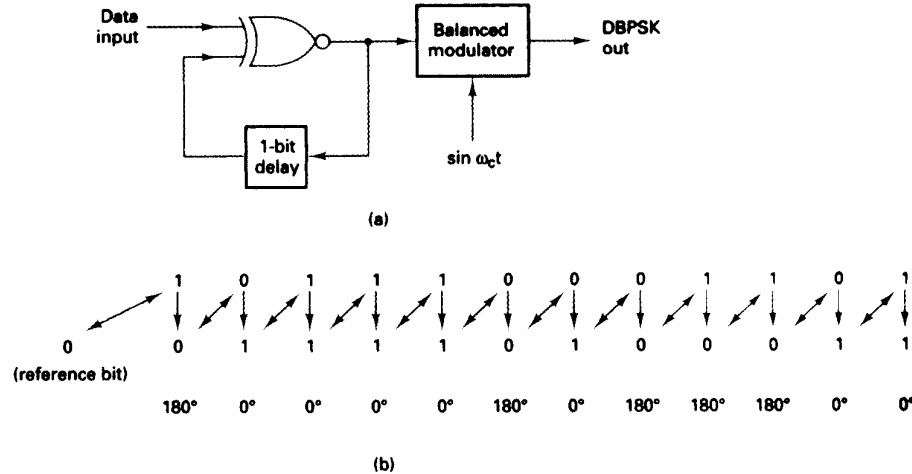 Data
input
Balanced
modulator
DBPSK
out
1-bit
delay
sin ω_ct
(a)
1 0 1 1 1 0 0 0 1 1 0 1
0 0 1 1 1 1 0 1 0 0 0 1 1
(reference bit)
180° 0° 0° 0° 0° 180° 0° 180° 180° 180° 0° 0°
(b)